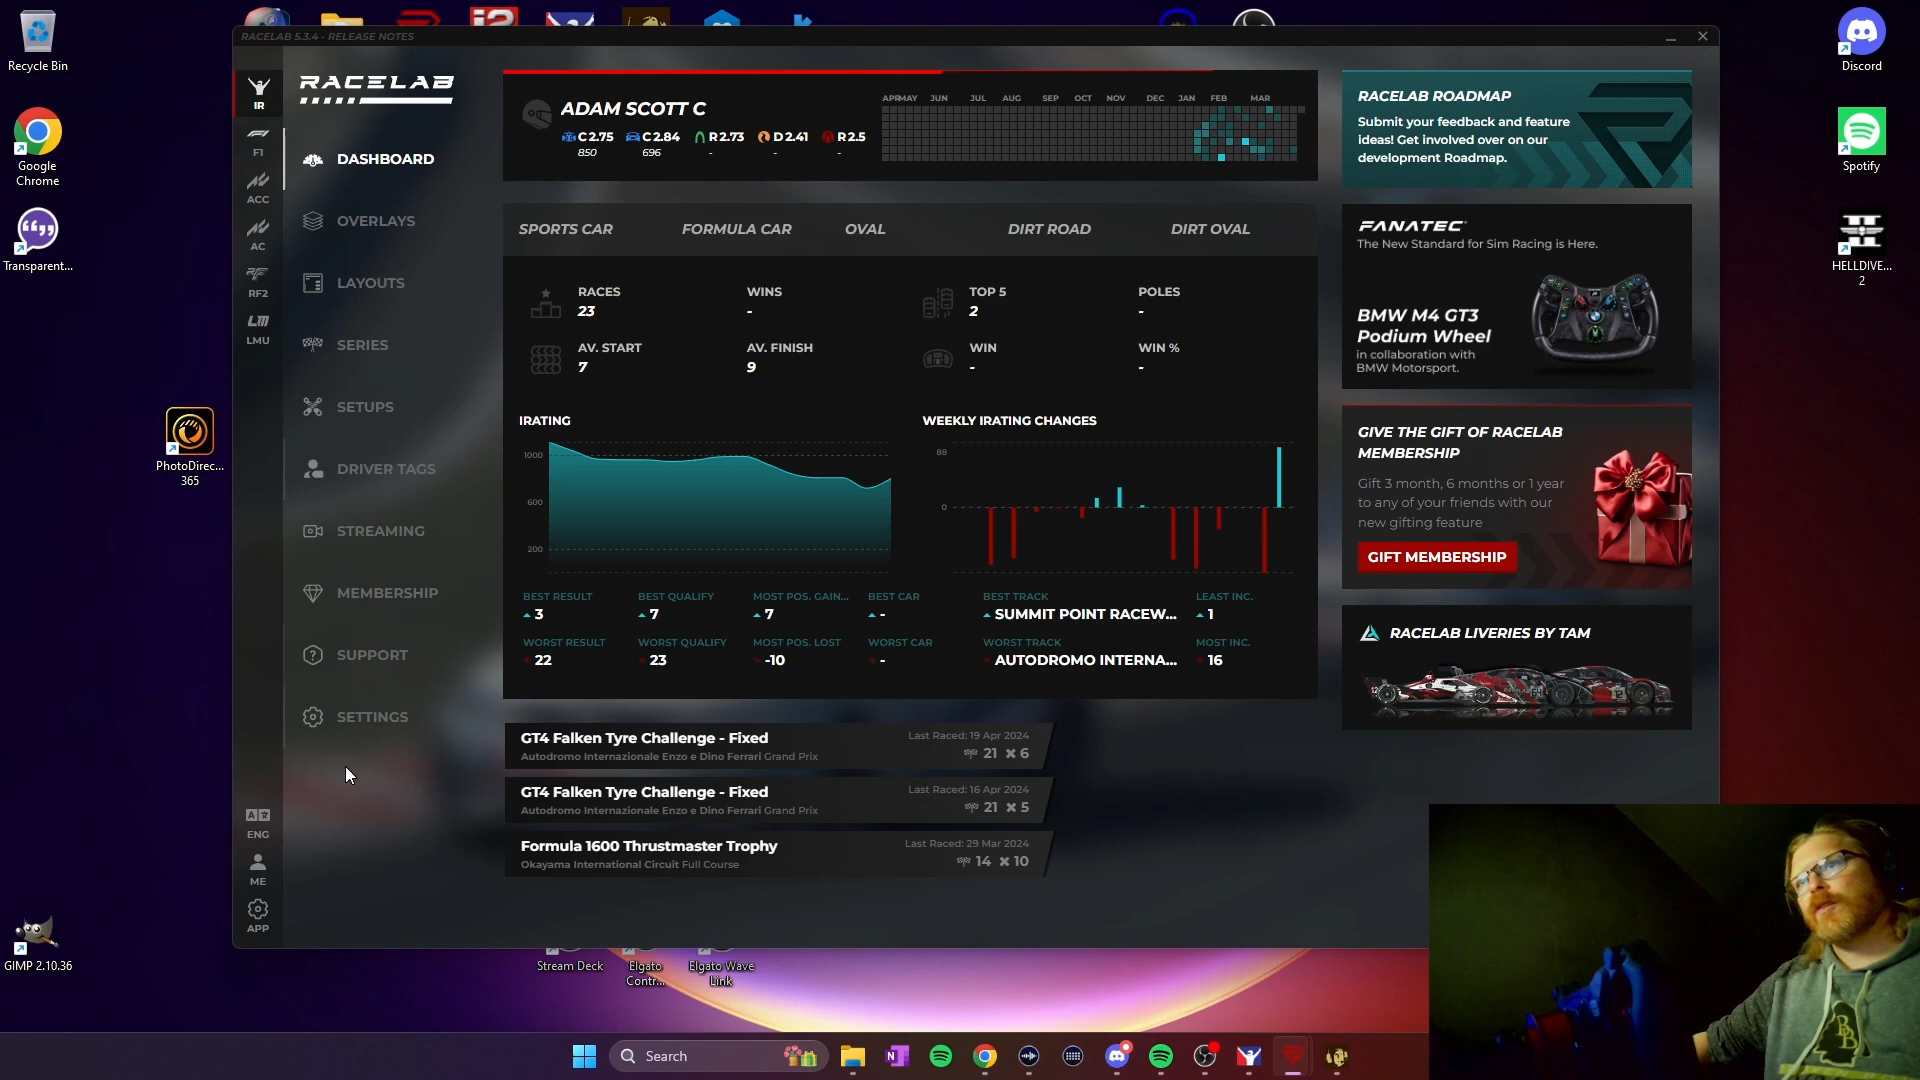 Recycle Bin
Google
Chrome
Transparent...
PhotoDirec...
365
GIMP 2.10.36
Discord
Spotify
HELLDIVE...
2
RACELAB 5.3.4 - RELEASE NOTES
IR
F1
ACC
AC
RF2
LMU
ENG
ME
APP
RACELAB
DASHBOARD
OVERLAYS
LAYOUTS
SERIES
SETUPS
DRIVER TAGS
STREAMING
MEMBERSHIP
SUPPORT
SETTINGS
ADAM SCOTT C
C 2.75 C 2.84 R 2.73 D 2.41 R 2.5
850 696 - - -
APR MAY JUN JUL AUG SEP OCT NOV DEC JAN FEB MAR
SPORTS CAR FORMULA CAR OVAL DIRT ROAD DIRT OVAL
RACES WINS TOP 5 POLES
23 - 2 -
AV. START AV. FINISH WIN WIN %
7 9 - -
IRATING
1000
600
200
WEEKLY IRATING CHANGES
88
0
BEST RESULT BEST QUALIFY MOST POS. GAIN... BEST CAR BEST TRACK LEAST INC.
3 7 7 - SUMMIT POINT RACEW... 1
WORST RESULT WORST QUALIFY MOST POS. LOST WORST CAR WORST TRACK MOST INC.
22 23 -10 - AUTODROMO INTERNA... 16
GT4 Falken Tyre Challenge - Fixed Last Raced: 19 Apr 2024
Autodromo Internazionale Enzo e Dino Ferrari Grand Prix 21 6
GT4 Falken Tyre Challenge - Fixed Last Raced: 16 Apr 2024
Autodromo Internazionale Enzo e Dino Ferrari Grand Prix 21 5
Formula 1600 Thrustmaster Trophy Last Raced: 29 Mar 2024
Okayama International Circuit Full Course 14 10
RACELAB ROADMAP
Submit your feedback and feature
ideas! Get involved over on our
development Roadmap.
FANATEC
The New Standard for Sim Racing is Here.
BMW M4 GT3
Podium Wheel
in collaboration with
BMW Motorsport.
GIVE THE GIFT OF RACELAB
MEMBERSHIP
Gift 3 month, 6 months or 1 year
to any of your friends with our
new gifting feature
GIFT MEMBERSHIP
RACELAB LIVERIES BY TAM
Stream Deck
Elgato
Contr...
Elgato Wave
Link
Search